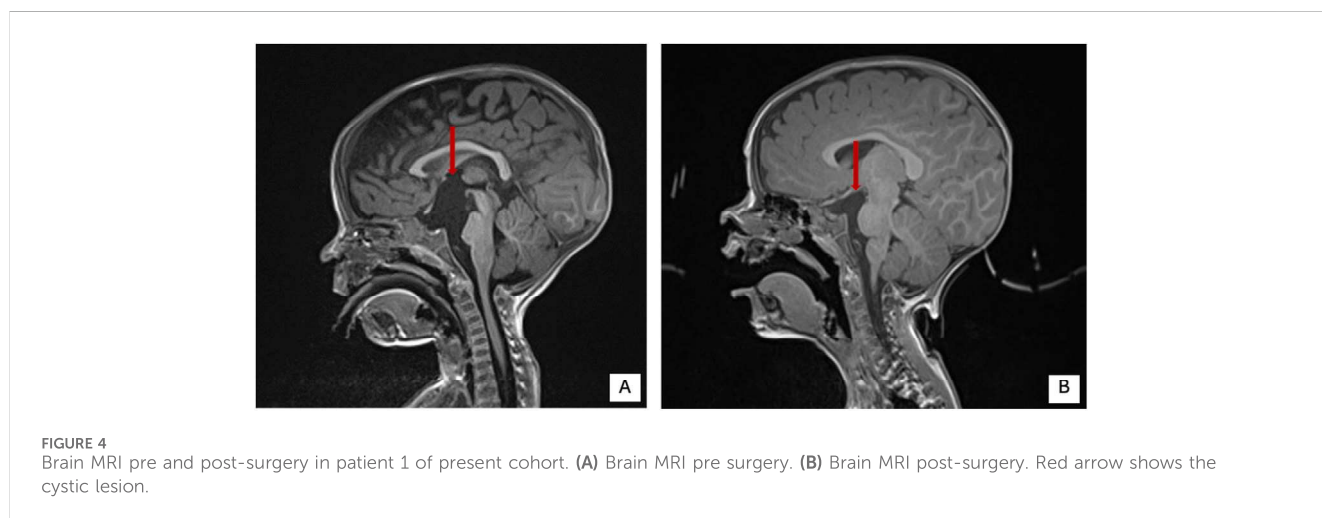 A
B
FIGURE 4
Brain MRI pre and post-surgery in patient 1 of present cohort. (A) Brain MRI pre surgery. (B) Brain MRI post-surgery. Red arrow shows the
cystic lesion.